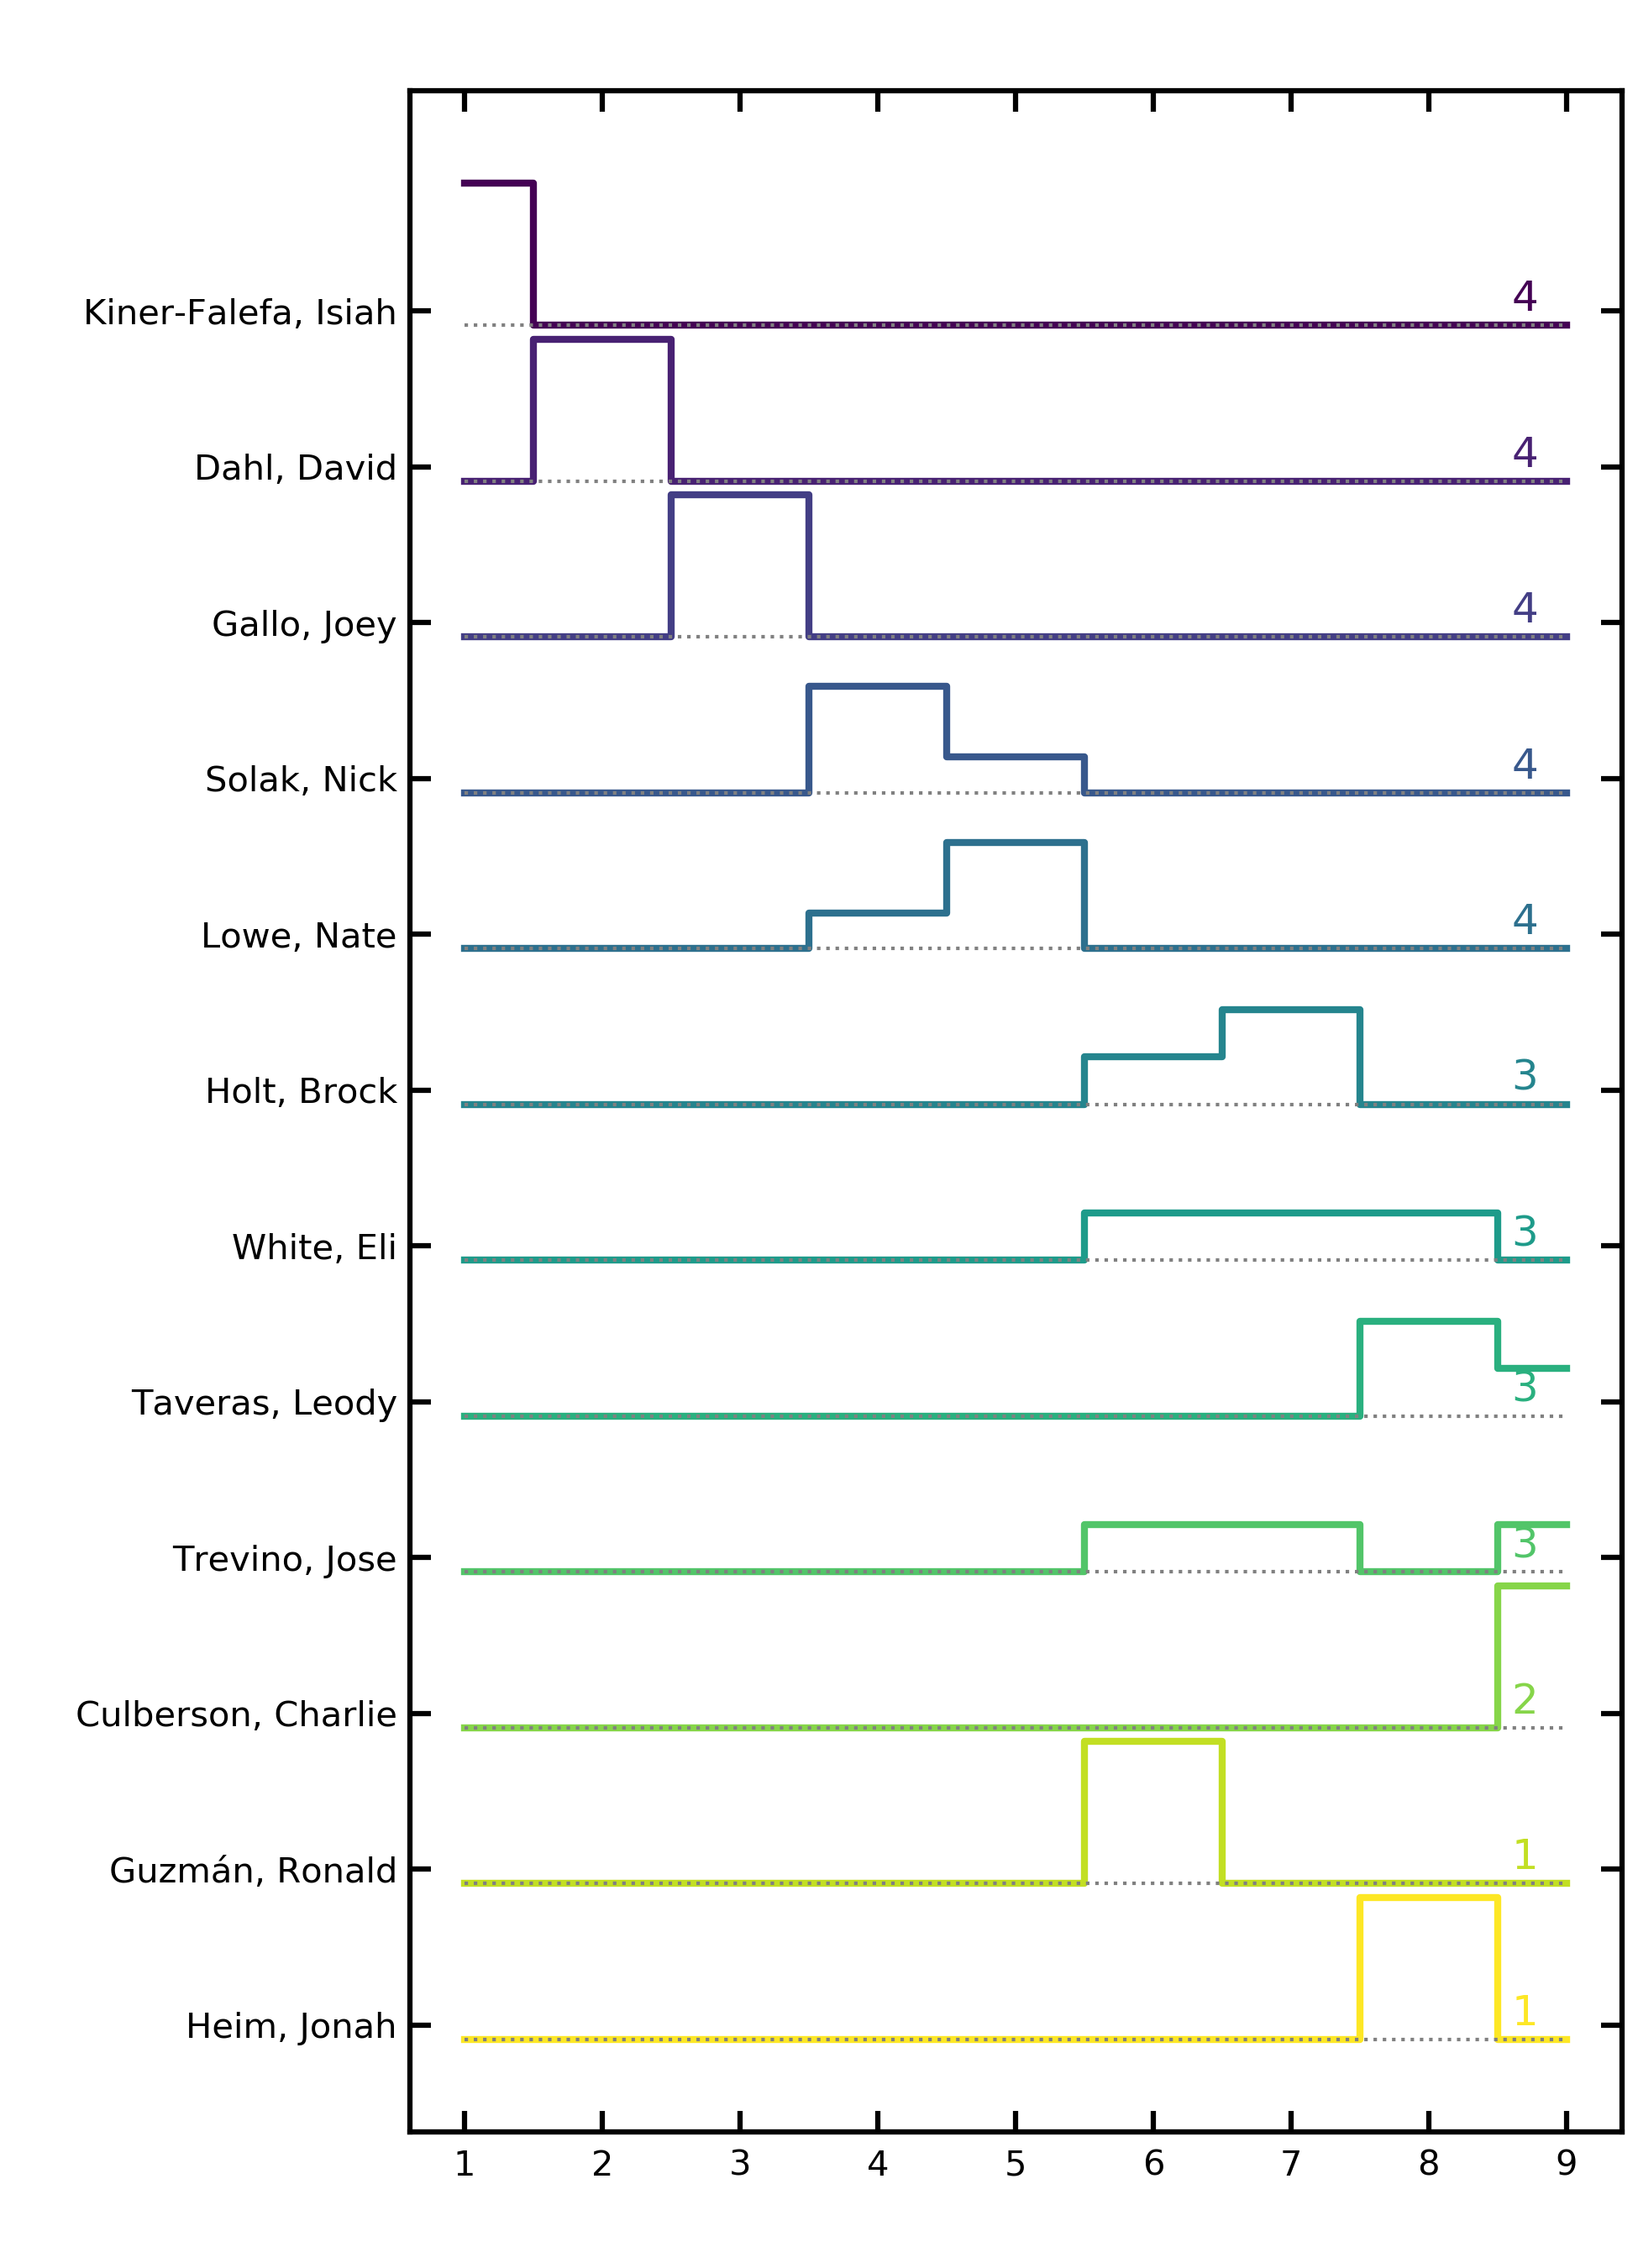 Kiner-Falefa, Isiah 4
Dahl, David 4
Gallo, Joey 4
Solak, Nick 4
Lowe, Nate 4
Holt, Brock 3
White, Eli 3
Taveras, Leody 3
Trevino, Jose 3
Culberson, Charlie 2
Guzmán, Ronald 1
Heim, Jonah 1
1 2 3 4 5 6 7 8 9